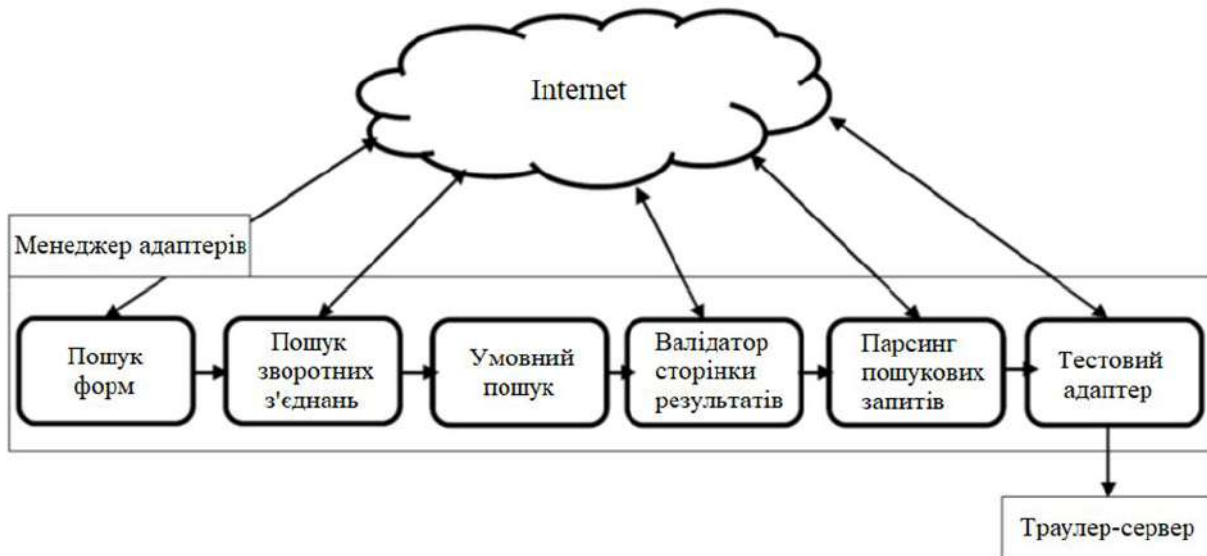 Internet
Менеджер адаптерів
Пошук
форм
Пошук
зворотних
з'єднань
Умовний
пошук
Валідатор
сторінки
результатів
Парсинг
пошукових
запитів
Тестовий
адаптер
Траулер-сервер